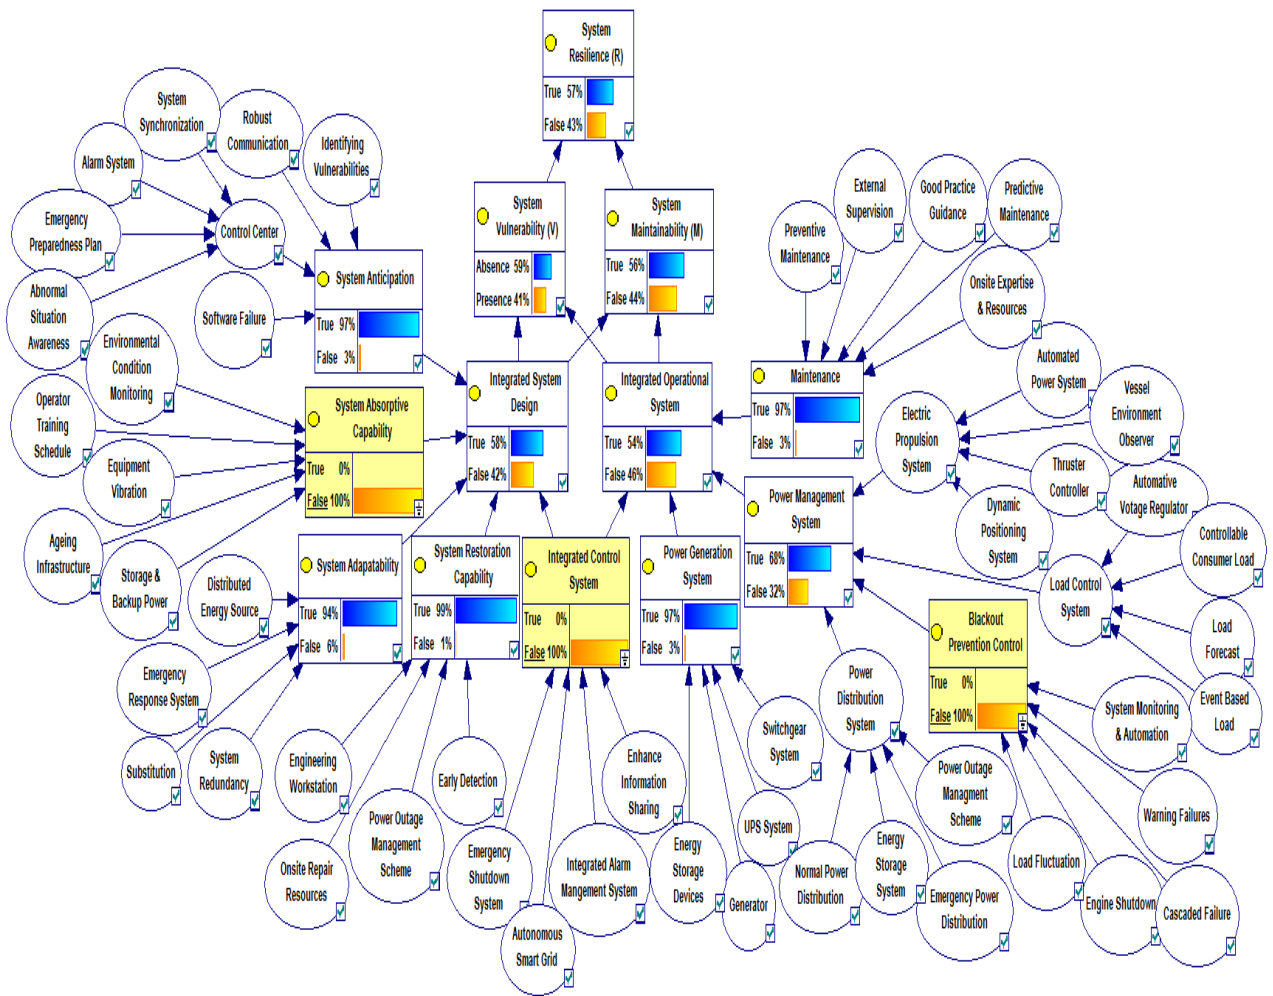 System
Resilience (R)
True 57%
False 43%
System
Synchronization
Robust
Communication
Identifying
Vulnerabilities
Alarm System
Emergency
Preparedness Plan
Control Center
Abnormal
Situation
Awareness
Software Failure
System Anticipation
True 97%
False 3%
System
Vulnerability (V)
Absence 59%
Presence 41%
System
Maintainability (M)
True 56%
False 44%
Preventive
Maintenance
External
Supervision
Good Practice
Guidance
Predictive
Maintenance
Onsite Expertise
& Resources
Environmental
Condition
Monitoring
Operator
Training
Schedule
Equipment
Vibration
Ageing
Infrastructure
Storage &
Backup Power
System Absorptive
Capability
True 0%
False 100%
Integrated System
Design
True 58%
False 42%
Integrated Operational
System
True 54%
False 46%
Maintenance
True 97%
False 3%
Electric
Propulsion
System
Automated
Power System
Vessel
Environment
Observer
Thruster
Controller
Dynamic
Positioning
System
Automative
Votage Regulator
Controllable
Consumer Load
Load Control
System
Load
Forecast
Event Based
Load
Power Management
System
True 68%
False 32%
Distributed
Energy Source
System Adapatability
True 94%
False 6%
System Restoration
Capability
True 99%
False 1%
Integrated Control
System
True 0%
False 100%
Power Generation
System
True 97%
False 3%
Blackout
Prevention Control
True 0%
False 100%
Emergency
Response System
Substitution
System
Redundancy
Engineering
Workstation
Onsite Repair
Resources
Power Outage
Management
Scheme
Early Detection
Emergency
Shutdown
System
Autonomous
Smart Grid
Integrated Alarm
Mangement System
Enhance
Information
Sharing
Energy
Storage
Devices
Generator
UPS System
Switchgear
System
Power
Distribution
System
Normal Power
Distribution
Energy
Storage
System
Emergency Power
Distribution
Power Outage
Managment
Scheme
Load Fluctuation
Engine Shutdown
Cascaded Failure
Warning Failures
System Monitoring
& Automation